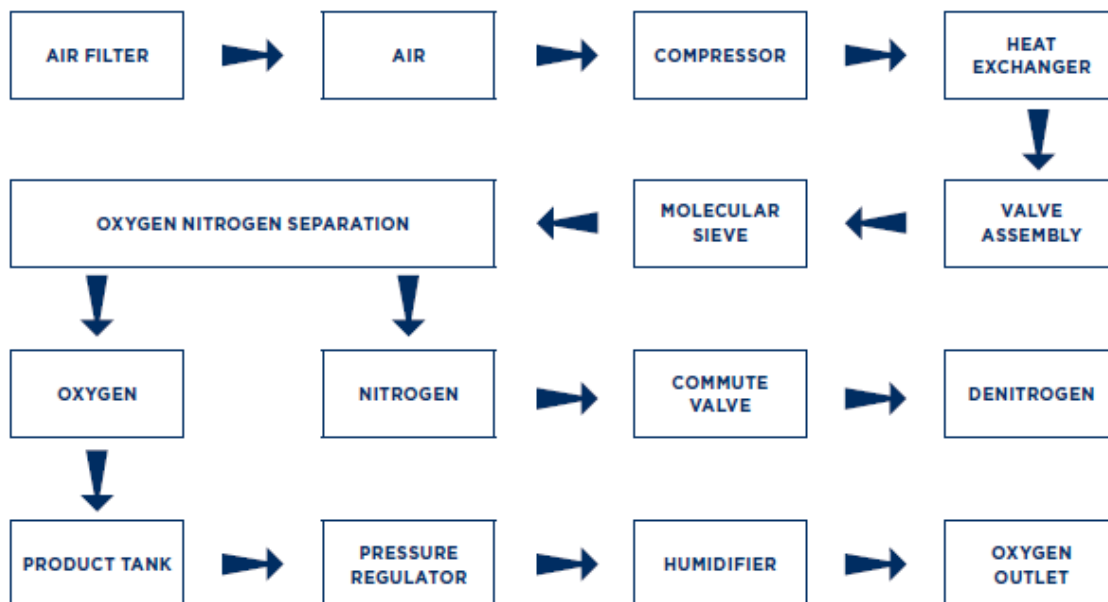 AIR FILTER
AIR
COMPRESSOR
HEAT
EXCHANGER
OXYGEN NITROGEN SEPARATION
MOLECULAR
SIEVE
VALVE
ASSEMBLY
OXYGEN
NITROGEN
COMMUTE
VALVE
DENITROGEN
PRODUCT TANK
PRESSURE
REGULATOR
HUMIDIFIER
OXYGEN
OUTLET